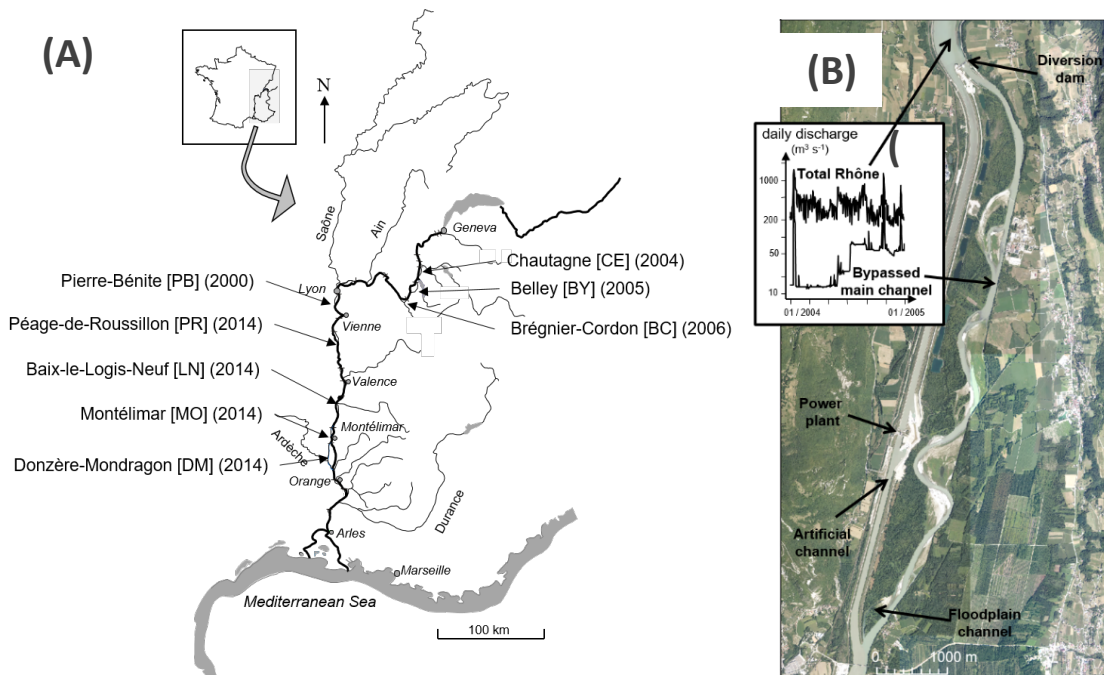 (A)
N
Saône
Ain
Geneva
Chautagne [CE] (2004)
Pierre-Bénite [PB] (2000)
Lyon
Belley [BY] (2005)
Péage-de-Roussillon [PR] (2014)
Vienne
Brégnier-Cordon [BC] (2006)
Baix-le-Logis-Neuf [LN] (2014)
Valence
Montélimar [MO] (2014)
Montélimar
Ardèche
Donzère-Mondragon [DM] (2014)
Orange
Durance
Arles
Marseille
Mediterranean Sea
100 km
(B)
Diversion
dam
daily discharge
(m³ s⁻¹)
(
1000
Total Rhône
200
50
Bypassed
main channel
10
01 / 2004
01 / 2005
Power
plant
Artificial
channel
Floodplain
channel
0
1000 m